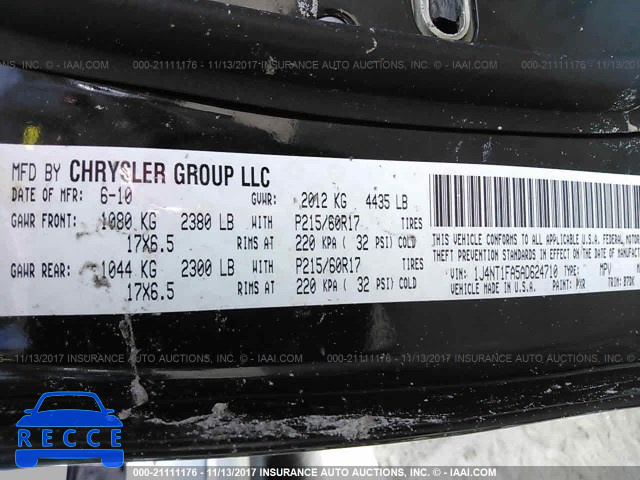 000-21111176 - 11/13/2017 INSURANCE AUTO AUCTIONS, INC. - © IAAI.COM
MFD BY CHRYSLER GROUP LLC
DATE OF MFR: 6-10 GVWR: 2012 KG 4435 LB
GAWR FRONT: 1080 KG 2380 LB WITH P215/60R17 TIRES
17X6.5 RIMS AT 220 KPA ( 32 PSI) COLD
GAWR REAR: 1044 KG 2300 LB WITH P215/60R17 TIRES
17X6.5 RIMS AT 220 KPA ( 32 PSI) COLD
THIS VEHICLE CONFORMS TO ALL APPLICABLE U.S.A. FEDERAL MOTOR
THEFT PREVENTION STANDARDS IN EFFECT ON THE DATE OF MANU
VIN: 1J4NT1FA5AD624710 TYPE: MPV
VEHICLE MADE IN U.S.A. PAINT: TRIM:
000-21111176 - 11/13/2017 INSURANCE AUTO AUCTIONS, INC. - © IAAI.COM
RECCE
000-21111176 - 11/13/2017 INSURANCE AUTO AUCTIONS, INC. - © IAAI.COM